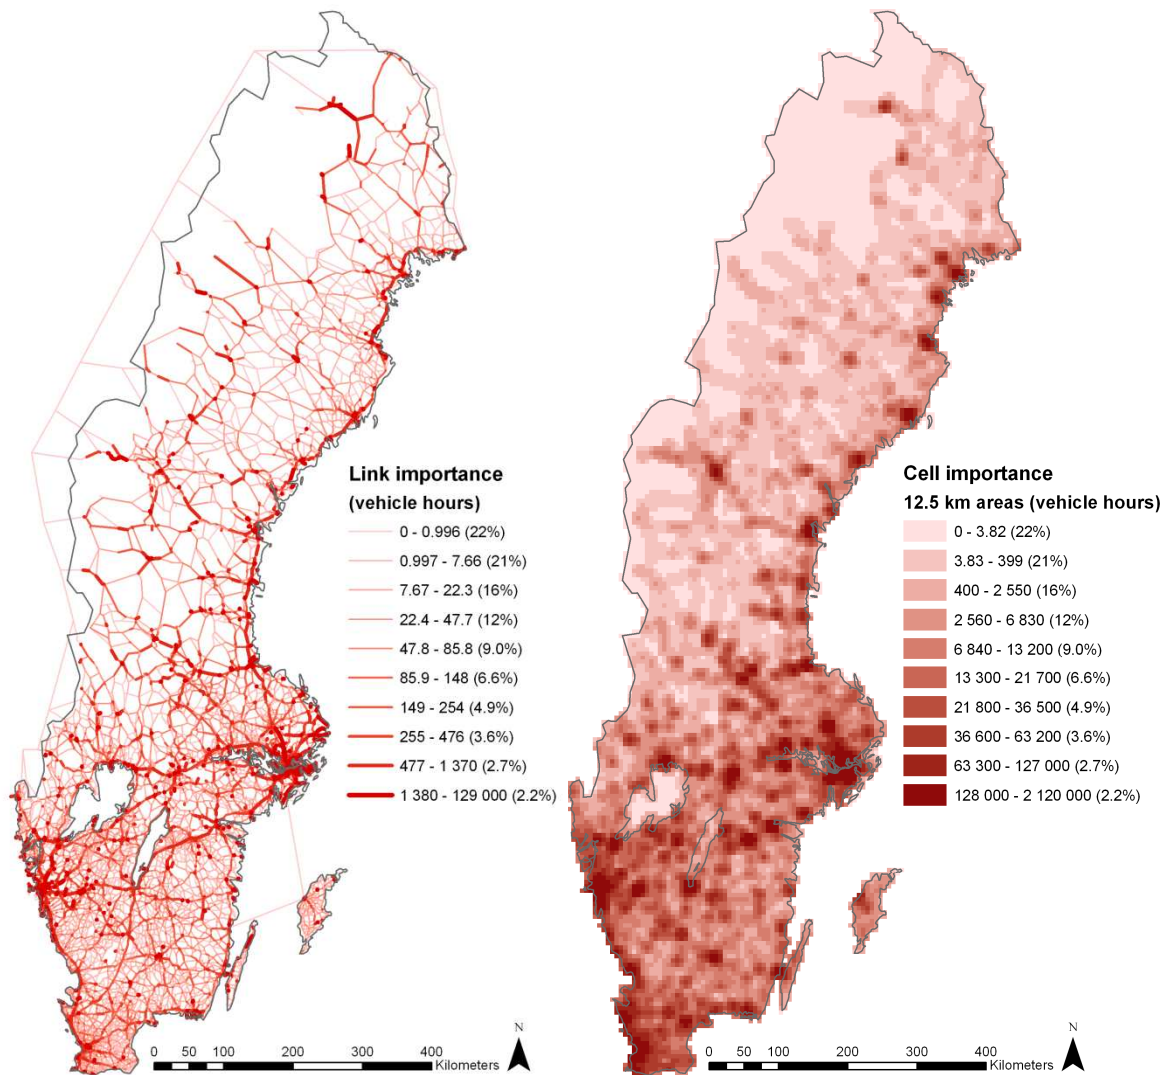 Link importance
(vehicle hours)
0 - 0.996 (22%)
0.997 - 7.66 (21%)
7.67 - 22.3 (16%)
22.4 - 47.7 (12%)
47.8 - 85.8 (9.0%)
85.9 - 148 (6.6%)
149 - 254 (4.9%)
255 - 476 (3.6%)
477 - 1 370 (2.7%)
1 380 - 129 000 (2.2%)
N
0 50 100 200 300 400
Kilometers
Cell importance
12.5 km areas (vehicle hours)
0 - 3.82 (22%)
3.83 - 399 (21%)
400 - 2 550 (16%)
2 560 - 6 830 (12%)
6 840 - 13 200 (9.0%)
13 300 - 21 700 (6.6%)
21 800 - 36 500 (4.9%)
36 600 - 63 200 (3.6%)
63 300 - 127 000 (2.7%)
128 000 - 2 120 000 (2.2%)
N
0 50 100 200 300 400
Kilometers